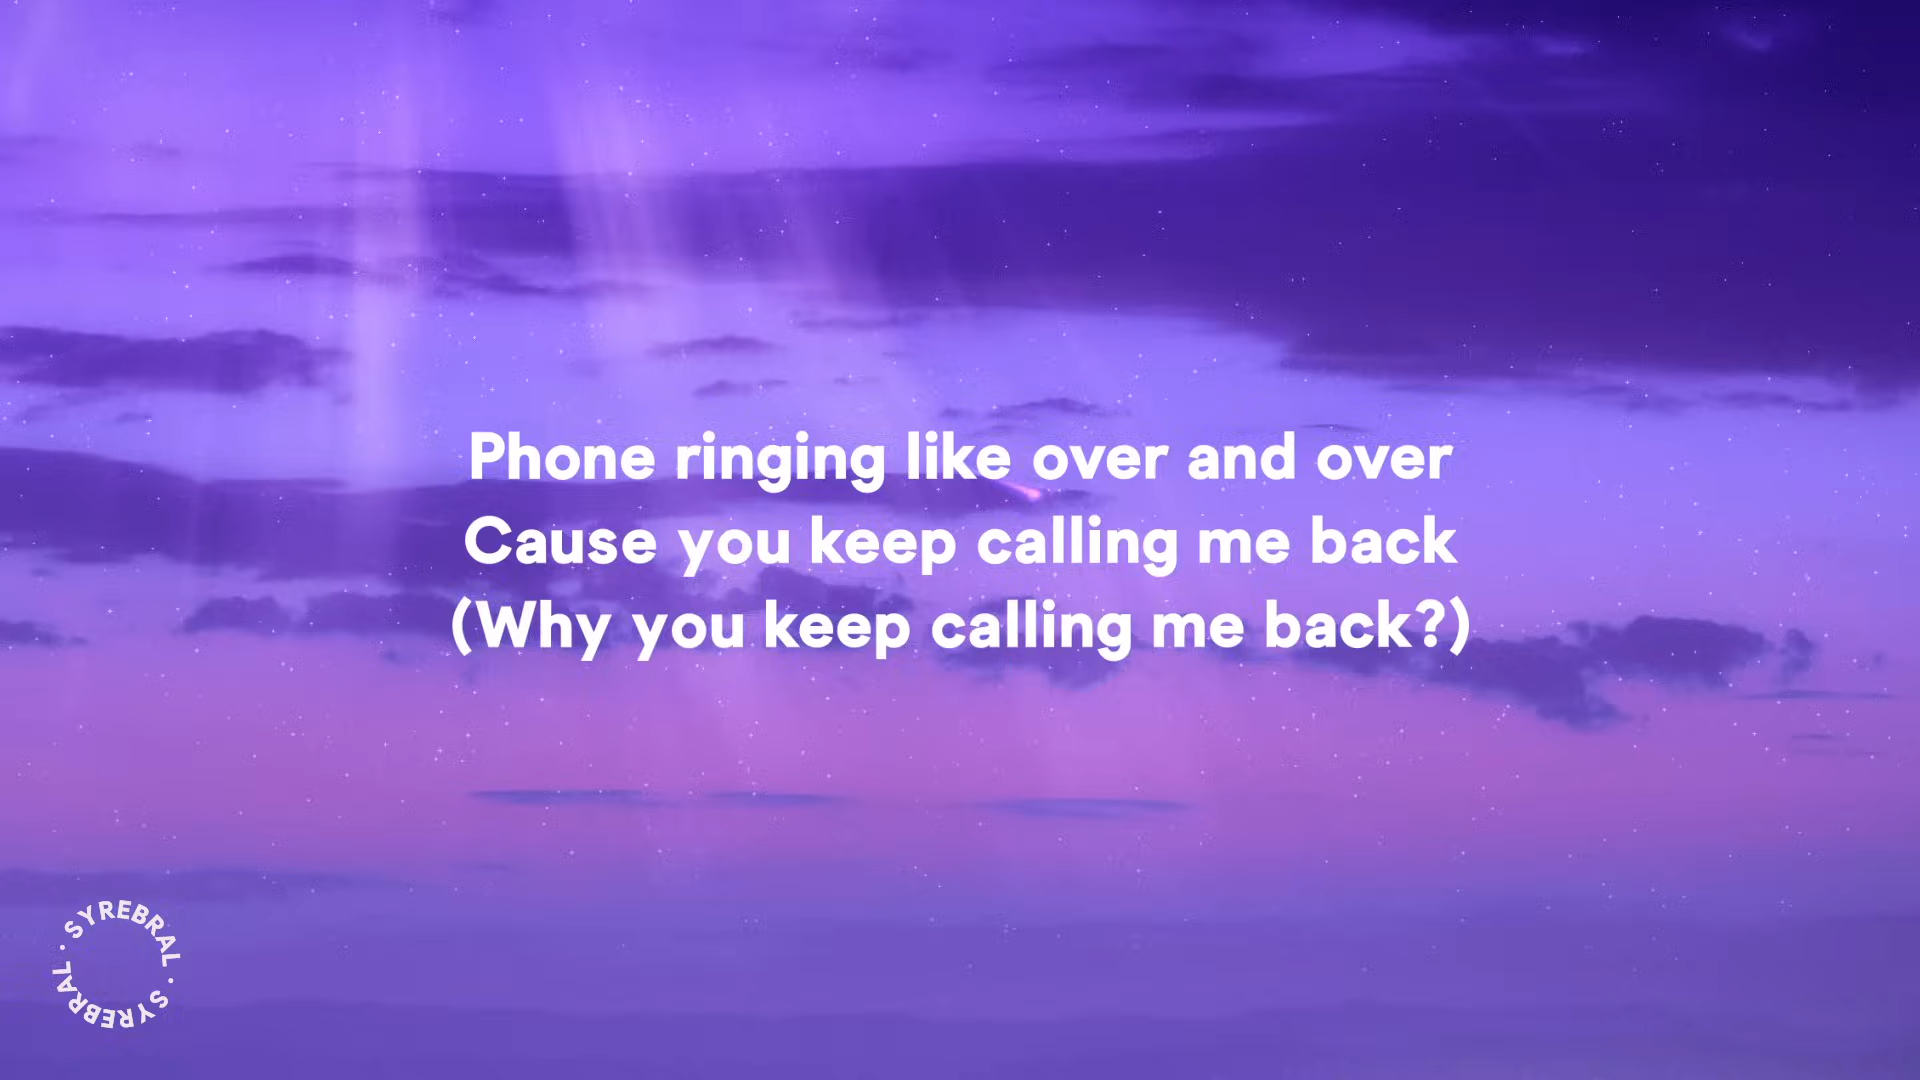 Phone ringing like over and over
Cause you keep calling me back
(Why you keep calling me back?)
SYREBRAL · SYREBRAL ·